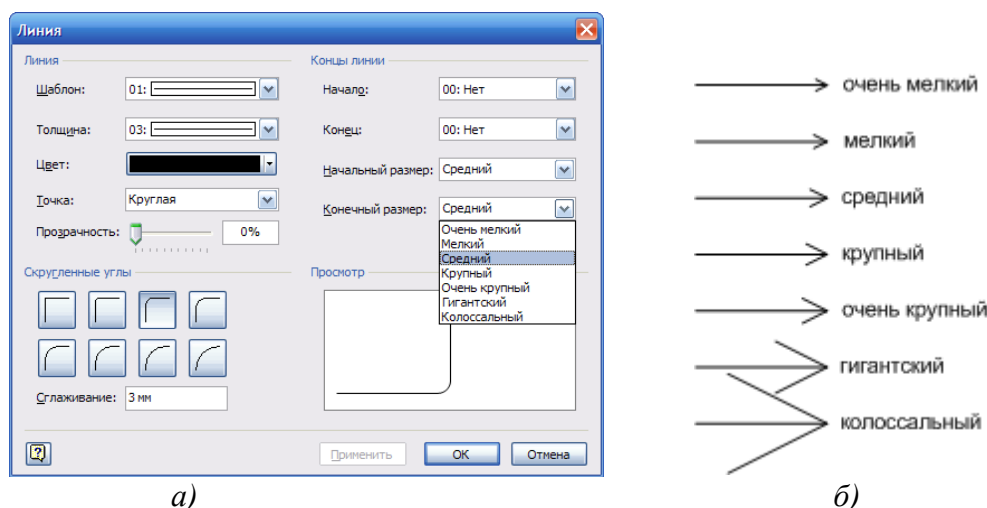 Линия
Линия
Шаблон: 01:
Толщина: 03:
Цвет:
Точка: Круглая
Прозрачность: 0%
Скругленные углы
Сглаживание: 3 мм
Концы линии
Начало: 00: Нет
Конец: 00: Нет
Начальный размер: Средний
Конечный размер: Средний
Очень мелкий
Мелкий
Средний
Крупный
Очень крупный
Гигантский
Колоссальный
Просмотр
Применить
ОК
Отмена
а)
очень мелкий
мелкий
средний
крупный
очень крупный
гигантский
колоссальный
б)